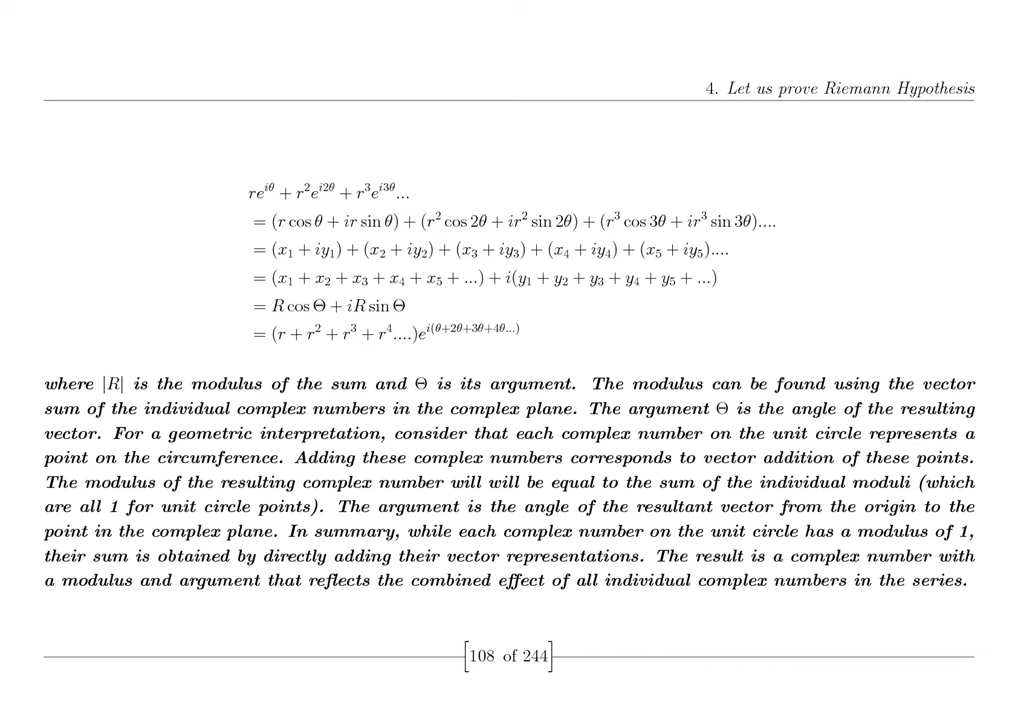 4. Let us prove Riemann Hypothesis
re^{iθ} + r^2e^{i2θ} + r^3e^{i3θ}...
= (r cos θ + ir sin θ) + (r^2 cos 2θ + ir^2 sin 2θ) + (r^3 cos 3θ + ir^3 sin 3θ)....
= (x_1 + iy_1) + (x_2 + iy_2) + (x_3 + iy_3) + (x_4 + iy_4) + (x_5 + iy_5)....
= (x_1 + x_2 + x_3 + x_4 + x_5 + ...) + i(y_1 + y_2 + y_3 + y_4 + y_5 + ...)
= R cos Θ + iR sin Θ
= (r + r^2 + r^3 + r^4....)e^{i(θ+2θ+3θ+4θ...)}
where |R| is the modulus of the sum and Θ is its argument. The modulus can be found using the vector
sum of the individual complex numbers in the complex plane. The argument Θ is the angle of the resulting
vector. For a geometric interpretation, consider that each complex number on the unit circle represents a
point on the circumference. Adding these complex numbers corresponds to vector addition of these points.
The modulus of the resulting complex number will will be equal to the sum of the individual moduli (which
are all 1 for unit circle points). The argument is the angle of the resultant vector from the origin to the
point in the complex plane. In summary, while each complex number on the unit circle has a modulus of 1,
their sum is obtained by directly adding their vector representations. The result is a complex number with
a modulus and argument that reflects the combined effect of all individual complex numbers in the series.
[108 of 244]